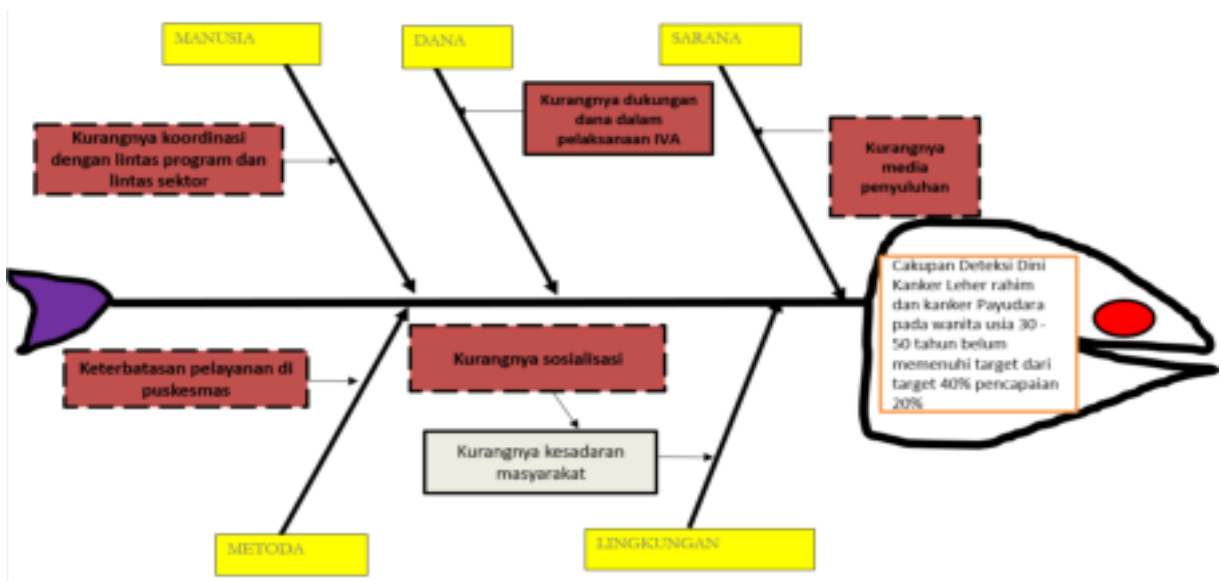 MANUSIA
DANA
SARANA
Kurangnya koordinasi
dengan lintas program dan
lintas sektor
Kurangnya dukungan
dana dalam
pelaksanaan IVA
Kurangnya
media
penyuluhan
Cakupan Deteksi Dini
Kanker Leher rahim
dan kanker Payudara
pada wanita usia 30 -
50 tahun belum
memenuhi target dari
target 40% pencapaian
20%
Keterbatasan pelayanan di
puskesmas
Kurangnya sosialisasi
Kurangnya kesadaran
masyarakat
METODA
LINGKUNGAN